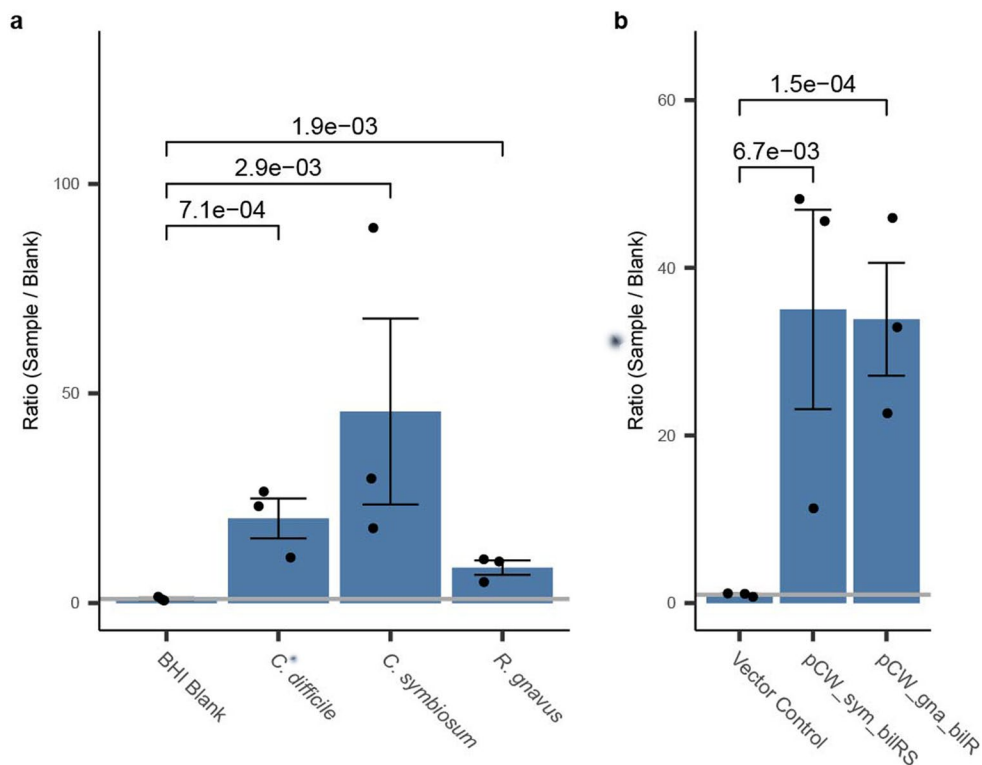 a
1.9e−03
2.9e−03
7.1e−04
100
50
0
Ratio (Sample / Blank)
BHI Blank
C. difficile
C. symbiosum
R. gnavus
b
1.5e−04
6.7e−03
60
40
20
0
Ratio (Sample / Blank)
Vector Control
pCW_sym_bilRS
pCW_gna_bilR